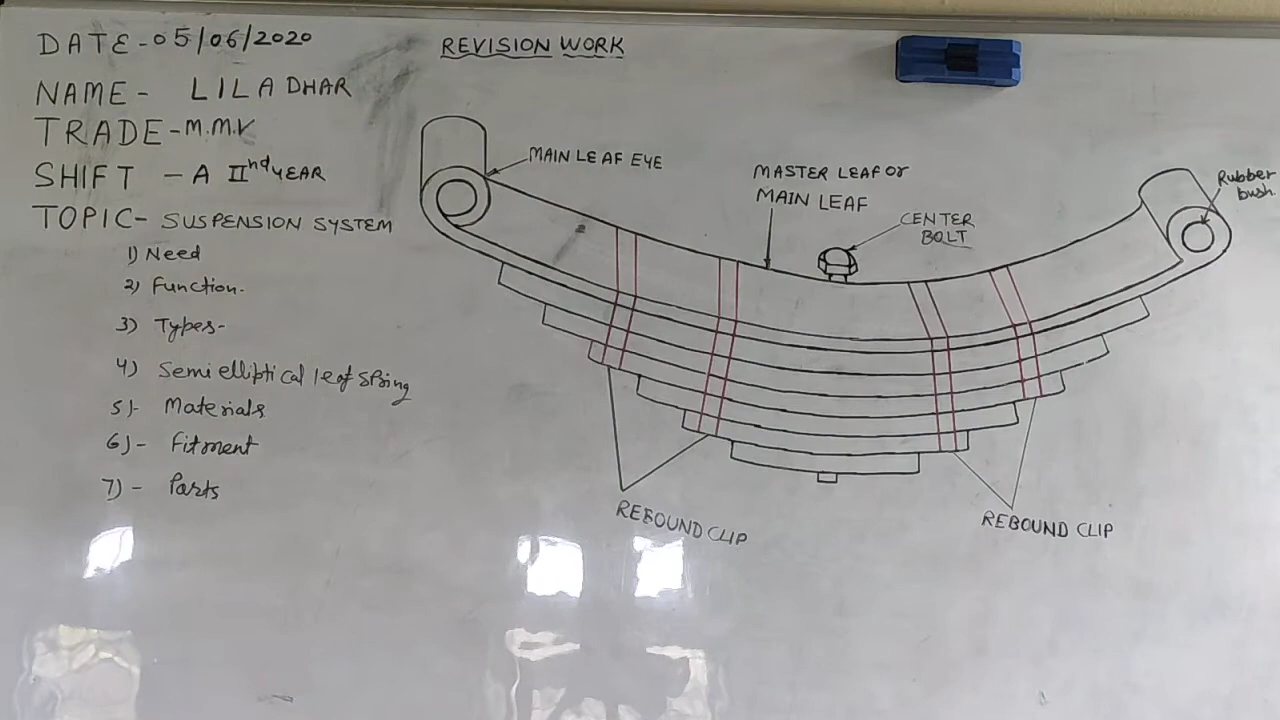 DATE-05/06/2020
REVISION WORK
NAME- LILADHAR
TRADE-M.M.V
SHIFT - A IInd YEAR
TOPIC- SUSPENSION SYSTEM
1) Need
2) Function.
3) Types-
4) Semi elliptical leaf spring
5)- Materials
6)- Fitment
7)- Parts
MAIN LEAF EYE
MASTER LEAF or
MAIN LEAF
CENTER
BOLT
Rubber
bush
REBOUND CLIP
REBOUND CLIP